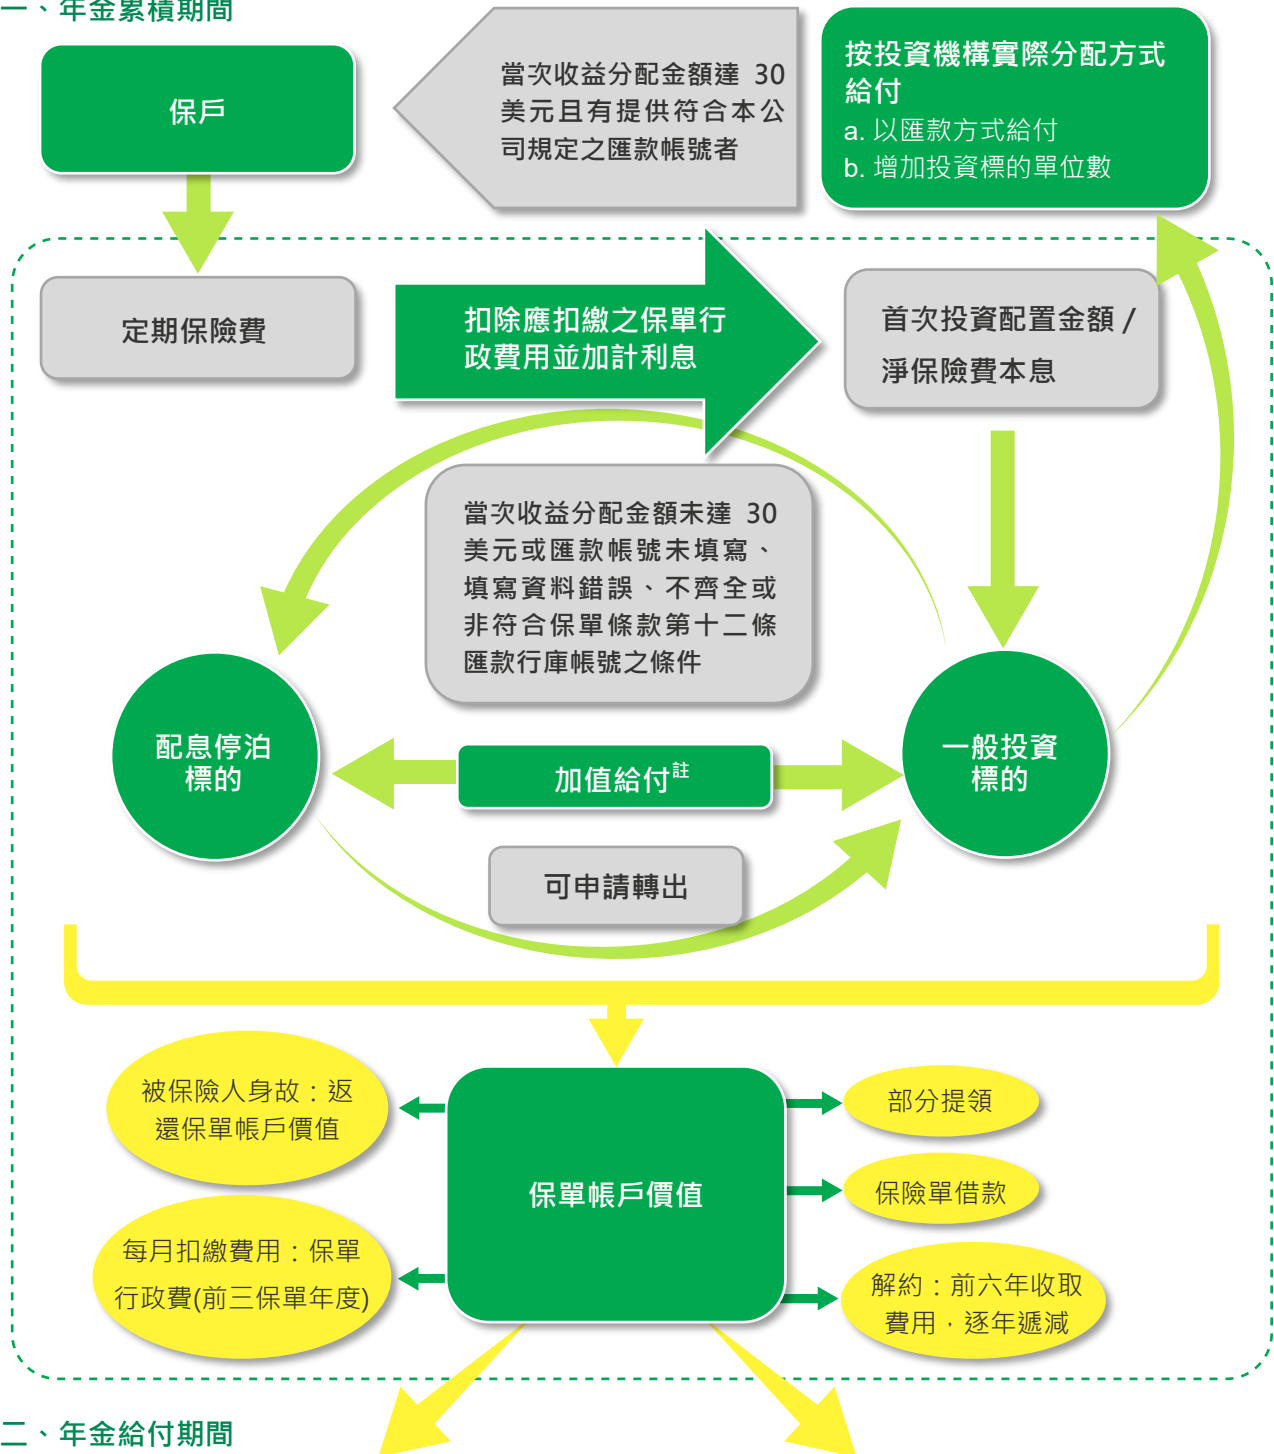 一、年金累積期間
保戶
當次收益分配金額達 30
美元且有提供符合本公
司規定之匯款帳號者
按投資機構實際分配方式
給付
a. 以匯款方式給付
b. 增加投資標的單位數
定期保險費
扣除應扣繳之保單行
政費用並加計利息
首次投資配置金額 /
淨保險費本息
當次收益分配金額未達 30
美元或匯款帳號未填寫、
填寫資料錯誤、不齊全或
非符合保單條款第十二條
匯款行庫帳號之條件
配息停泊
標的
加值給付註
一般投資
標的
可申請轉出
被保險人身故：返
還保單帳戶價值
每月扣繳費用：保單
行政費(前三保單年度)
保單帳戶價值
部分提領
保險單借款
解約：前六年收取
費用，逐年遞減
二、年金給付期間